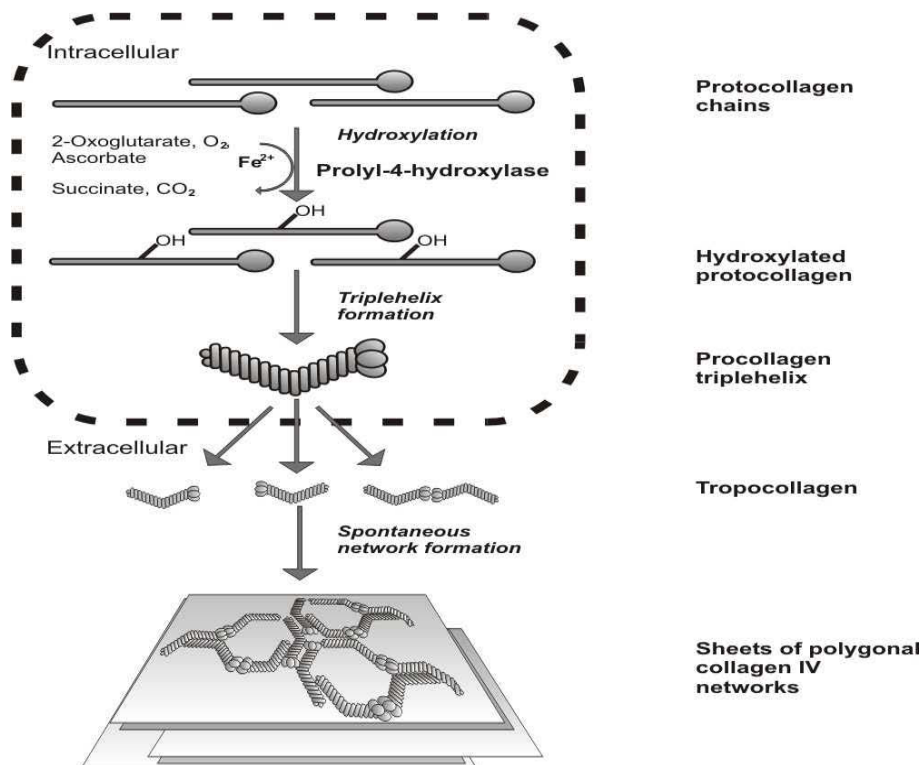 Intracellular
Protocollagen
chains
2-Oxoglutarate, O₂,
Ascorbate
Fe²⁺
Succinate, CO₂
Hydroxylation
Prolyl-4-hydroxylase
OH
OH
OH
Hydroxylated
protocollagen
Triplehelix
formation
Procollagen
triplehelix
Extracellular
Tropocollagen
Spontaneous
network formation
Sheets of polygonal
collagen IV
networks